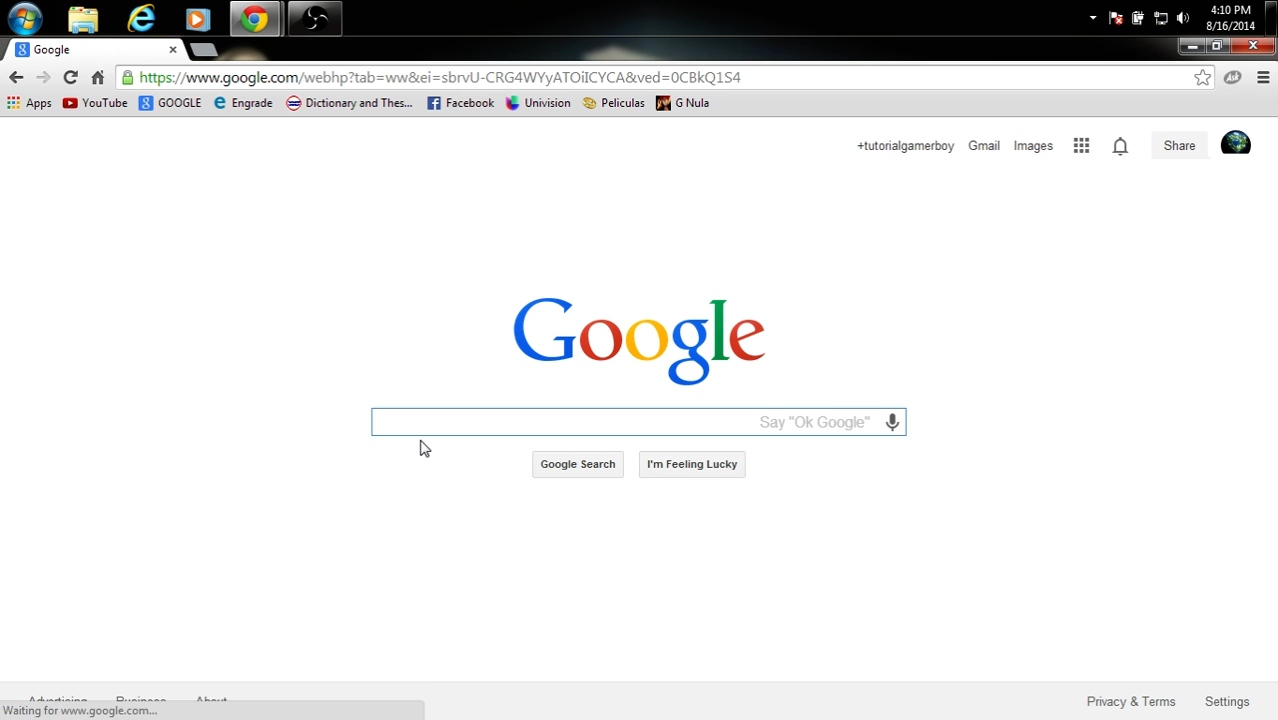 4:10 PM
8/16/2014
Google
https://www.google.com/webhp?tab=ww&ei=sbrvU-CRG4WYyATOiICYCA&ved=0CBkQ1S4
Apps YouTube GOOGLE Engrade Dictionary and Thes... Facebook Univision Peliculas G Nula
+tutorialgamerboy Gmail Images Share
Google
Say "Ok Google"
Google Search I'm Feeling Lucky
Advertising Business About Privacy & Terms Settings
Waiting for www.google.com...